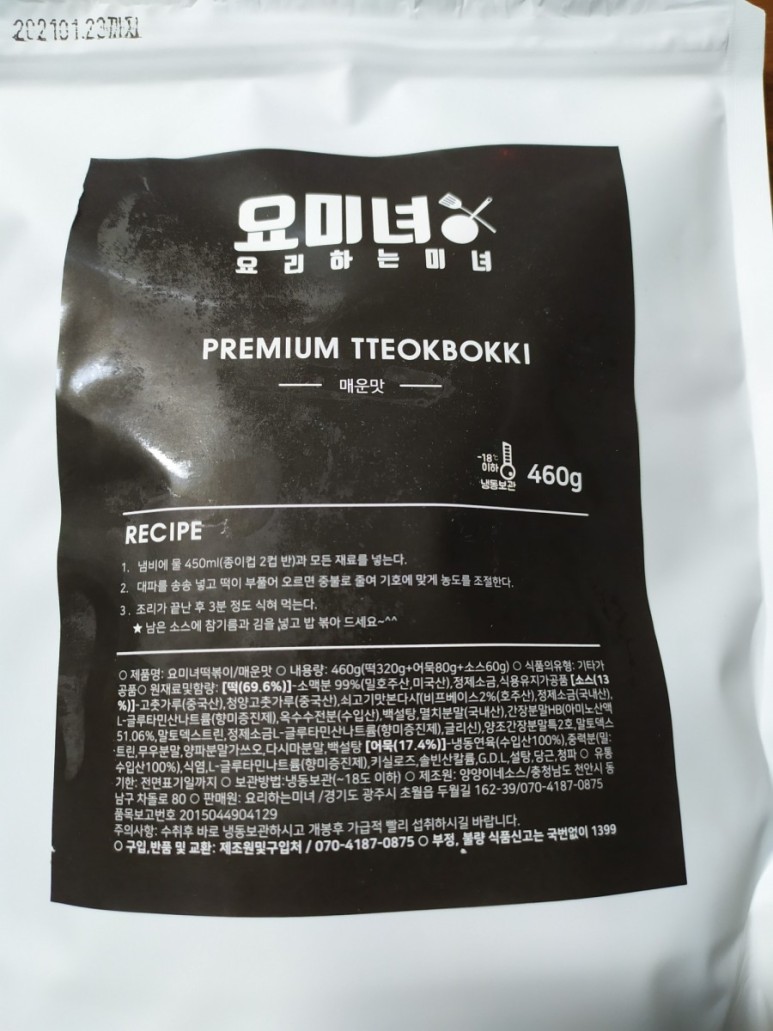 202101.23까지
요미녀
요리하는미녀
PREMIUM TTEOKBOKKI
매운맛
-18℃
이하
냉동보관
460g
RECIPE
1. 냄비에 물 450ml(종이컵 2컵 반)과 모든 재료를 넣는다.
2. 대파를 송송 넣고 떡이 부풀어 오르면 중불로 줄여 기호에 맞게 농도를 조절한다.
3. 조리가 끝난 후 3분 정도 식혀 먹는다.
★ 남은 소스에 참기름과 김을 넣고 밥 볶아 드세요~^^
○ 제품명: 요미녀떡볶이/매운맛 ○ 내용량: 460g(떡320g+어묵80g+소스60g) ○ 식품의유형: 기타가
공품○ 원재료및함량: [떡(69.6%)]-소맥분 99%(밀호주산,미국산),정제소금,식용유지가공품 [소스(13
%)]-고춧가루(중국산),청양고춧가루(중국산),쇠고기맛본다시(비프베이스2%(호주산),정제소금(국내산),
L-글루타민산나트륨(향미증진제),옥수수전분(수입산),백설탕,멸치분말(국내산),간장분말HB(아미노산액
51.06%,말토덱스트린,정제소금L-글루타민산나트륨(향미증진제),글리신),양조간장분말특2호,말토덱스
트린,무우분말,양파분말가쓰오,다시마분말,백설탕 [어묵(17.4%)]-냉동연육(수입산100%),중력분(밀:
수입산100%),식염,L-글루타민산나트륨(향미증진제),키실로즈,솔빈산칼륨,G.D.L,설탕,당근,청파 ○ 유통
기한: 전면표기일까지 ○ 보관방법:냉동보관(-18도 이하) ○ 제조원: 양양이네소스/충청남도 천안시 동
남구 차돌로 80 ○ 판매원: 요리하는미녀 /경기도 광주시 초월읍 두월길 162-39/070-4187-0875
품목보고번호 2015044904129
주의사항: 수취후 바로 냉동보관하시고 개봉후 가급적 빨리 섭취하시길 바랍니다.
○ 구입,반품 및 교환: 제조원및구입처 / 070-4187-0875 ○ 부정, 불량 식품신고는 국번없이 1399